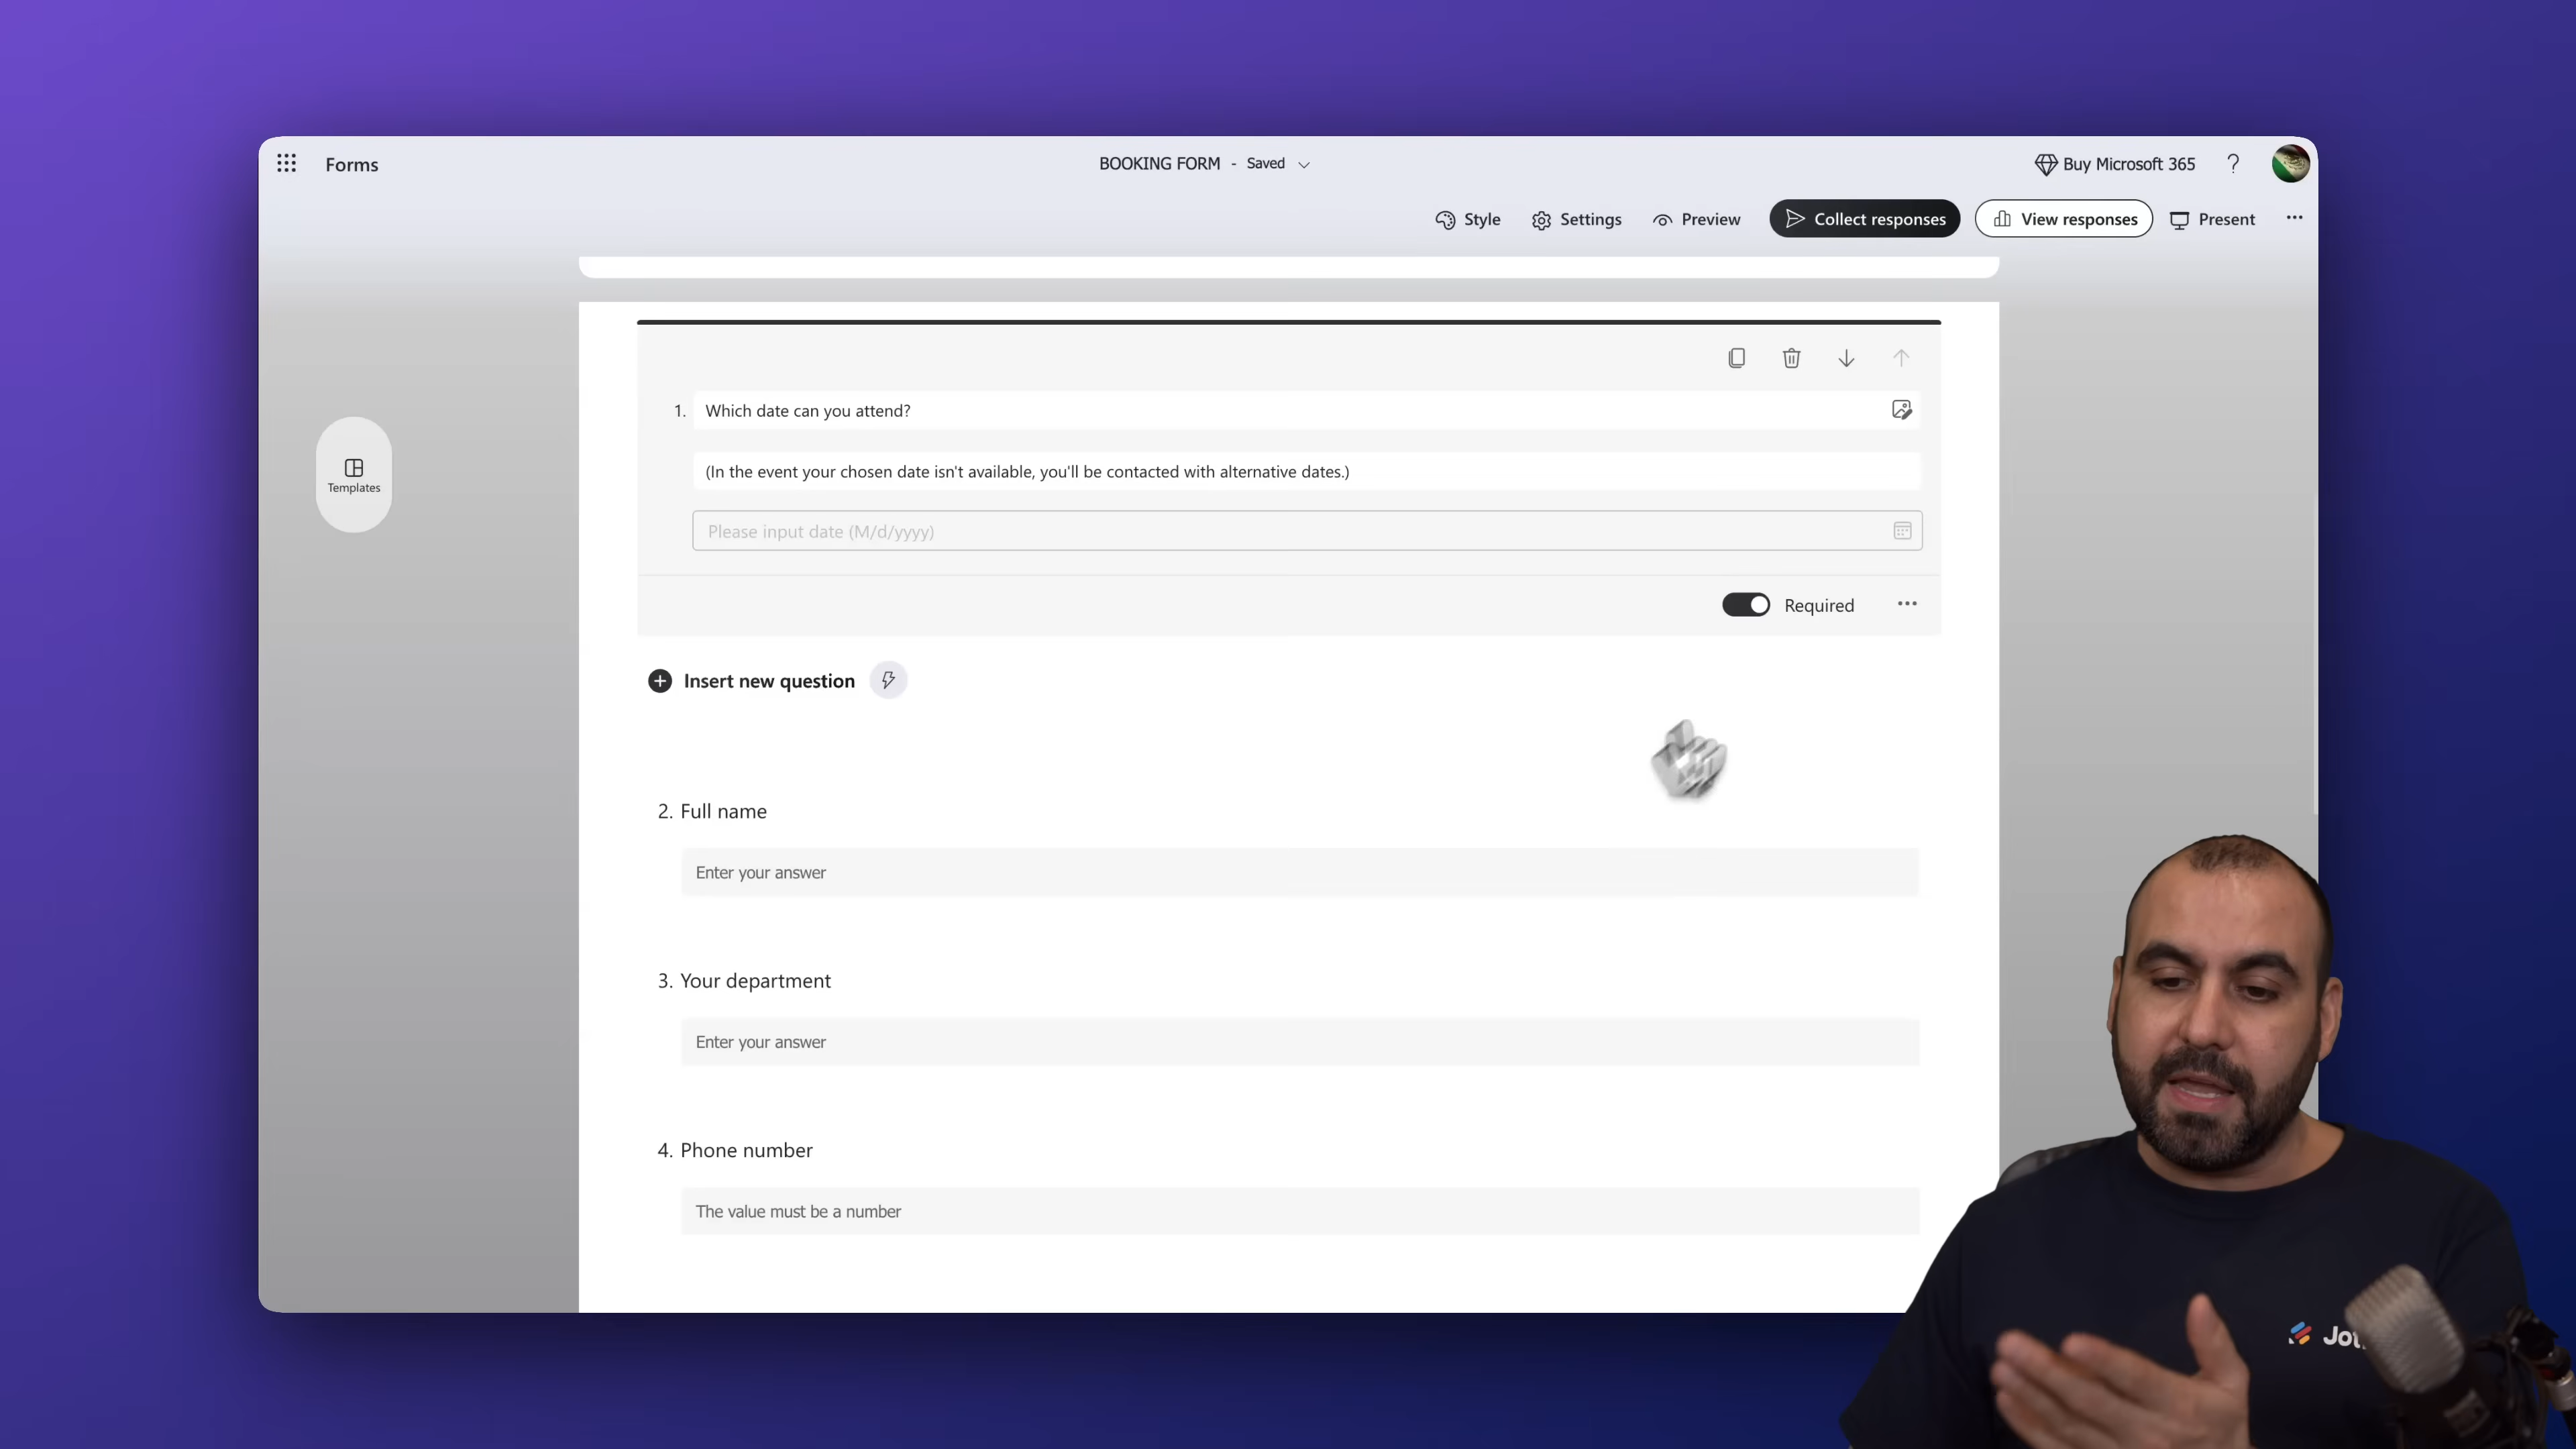 Forms
BOOKING FORM - Saved
Buy Microsoft 365
?
Style
Settings
Preview
Collect responses
View responses
Present
Templates
1. Which date can you attend?
(In the event your chosen date isn't available, you'll be contacted with alternative dates.)
Please input date (M/d/yyyy)
Required
Insert new question
2. Full name
Enter your answer
3. Your department
Enter your answer
4. Phone number
The value must be a number